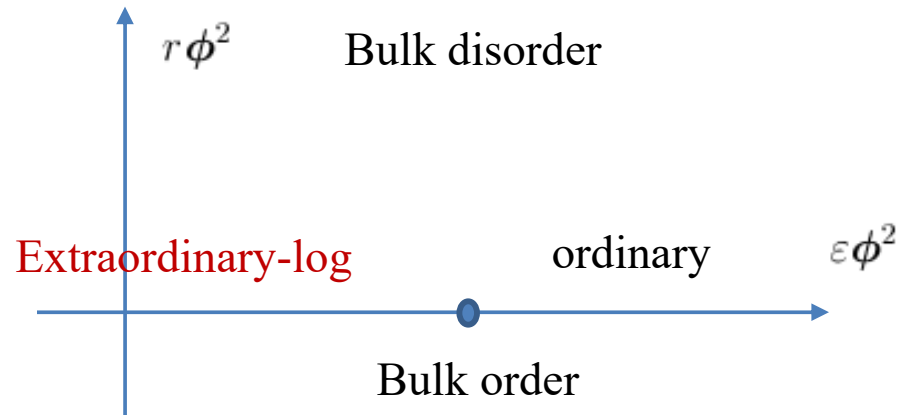 rϕ² Bulk disorder
Extraordinary-log ordinary εϕ²
Bulk order